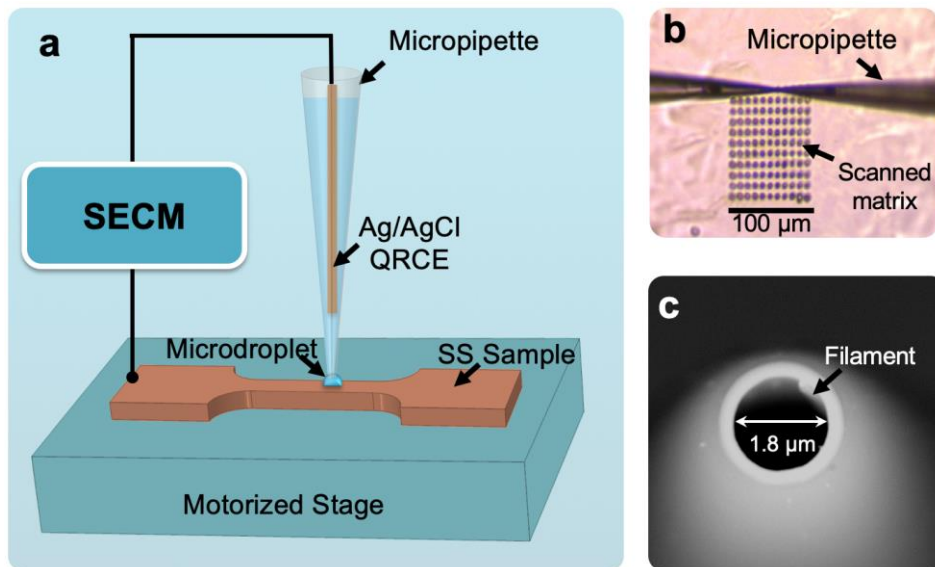 a
Micropipette
SECM
Ag/AgCl
QRCE
Microdroplet
SS Sample
Motorized Stage
b
Micropipette
Scanned
matrix
100 µm
c
Filament
1.8 µm